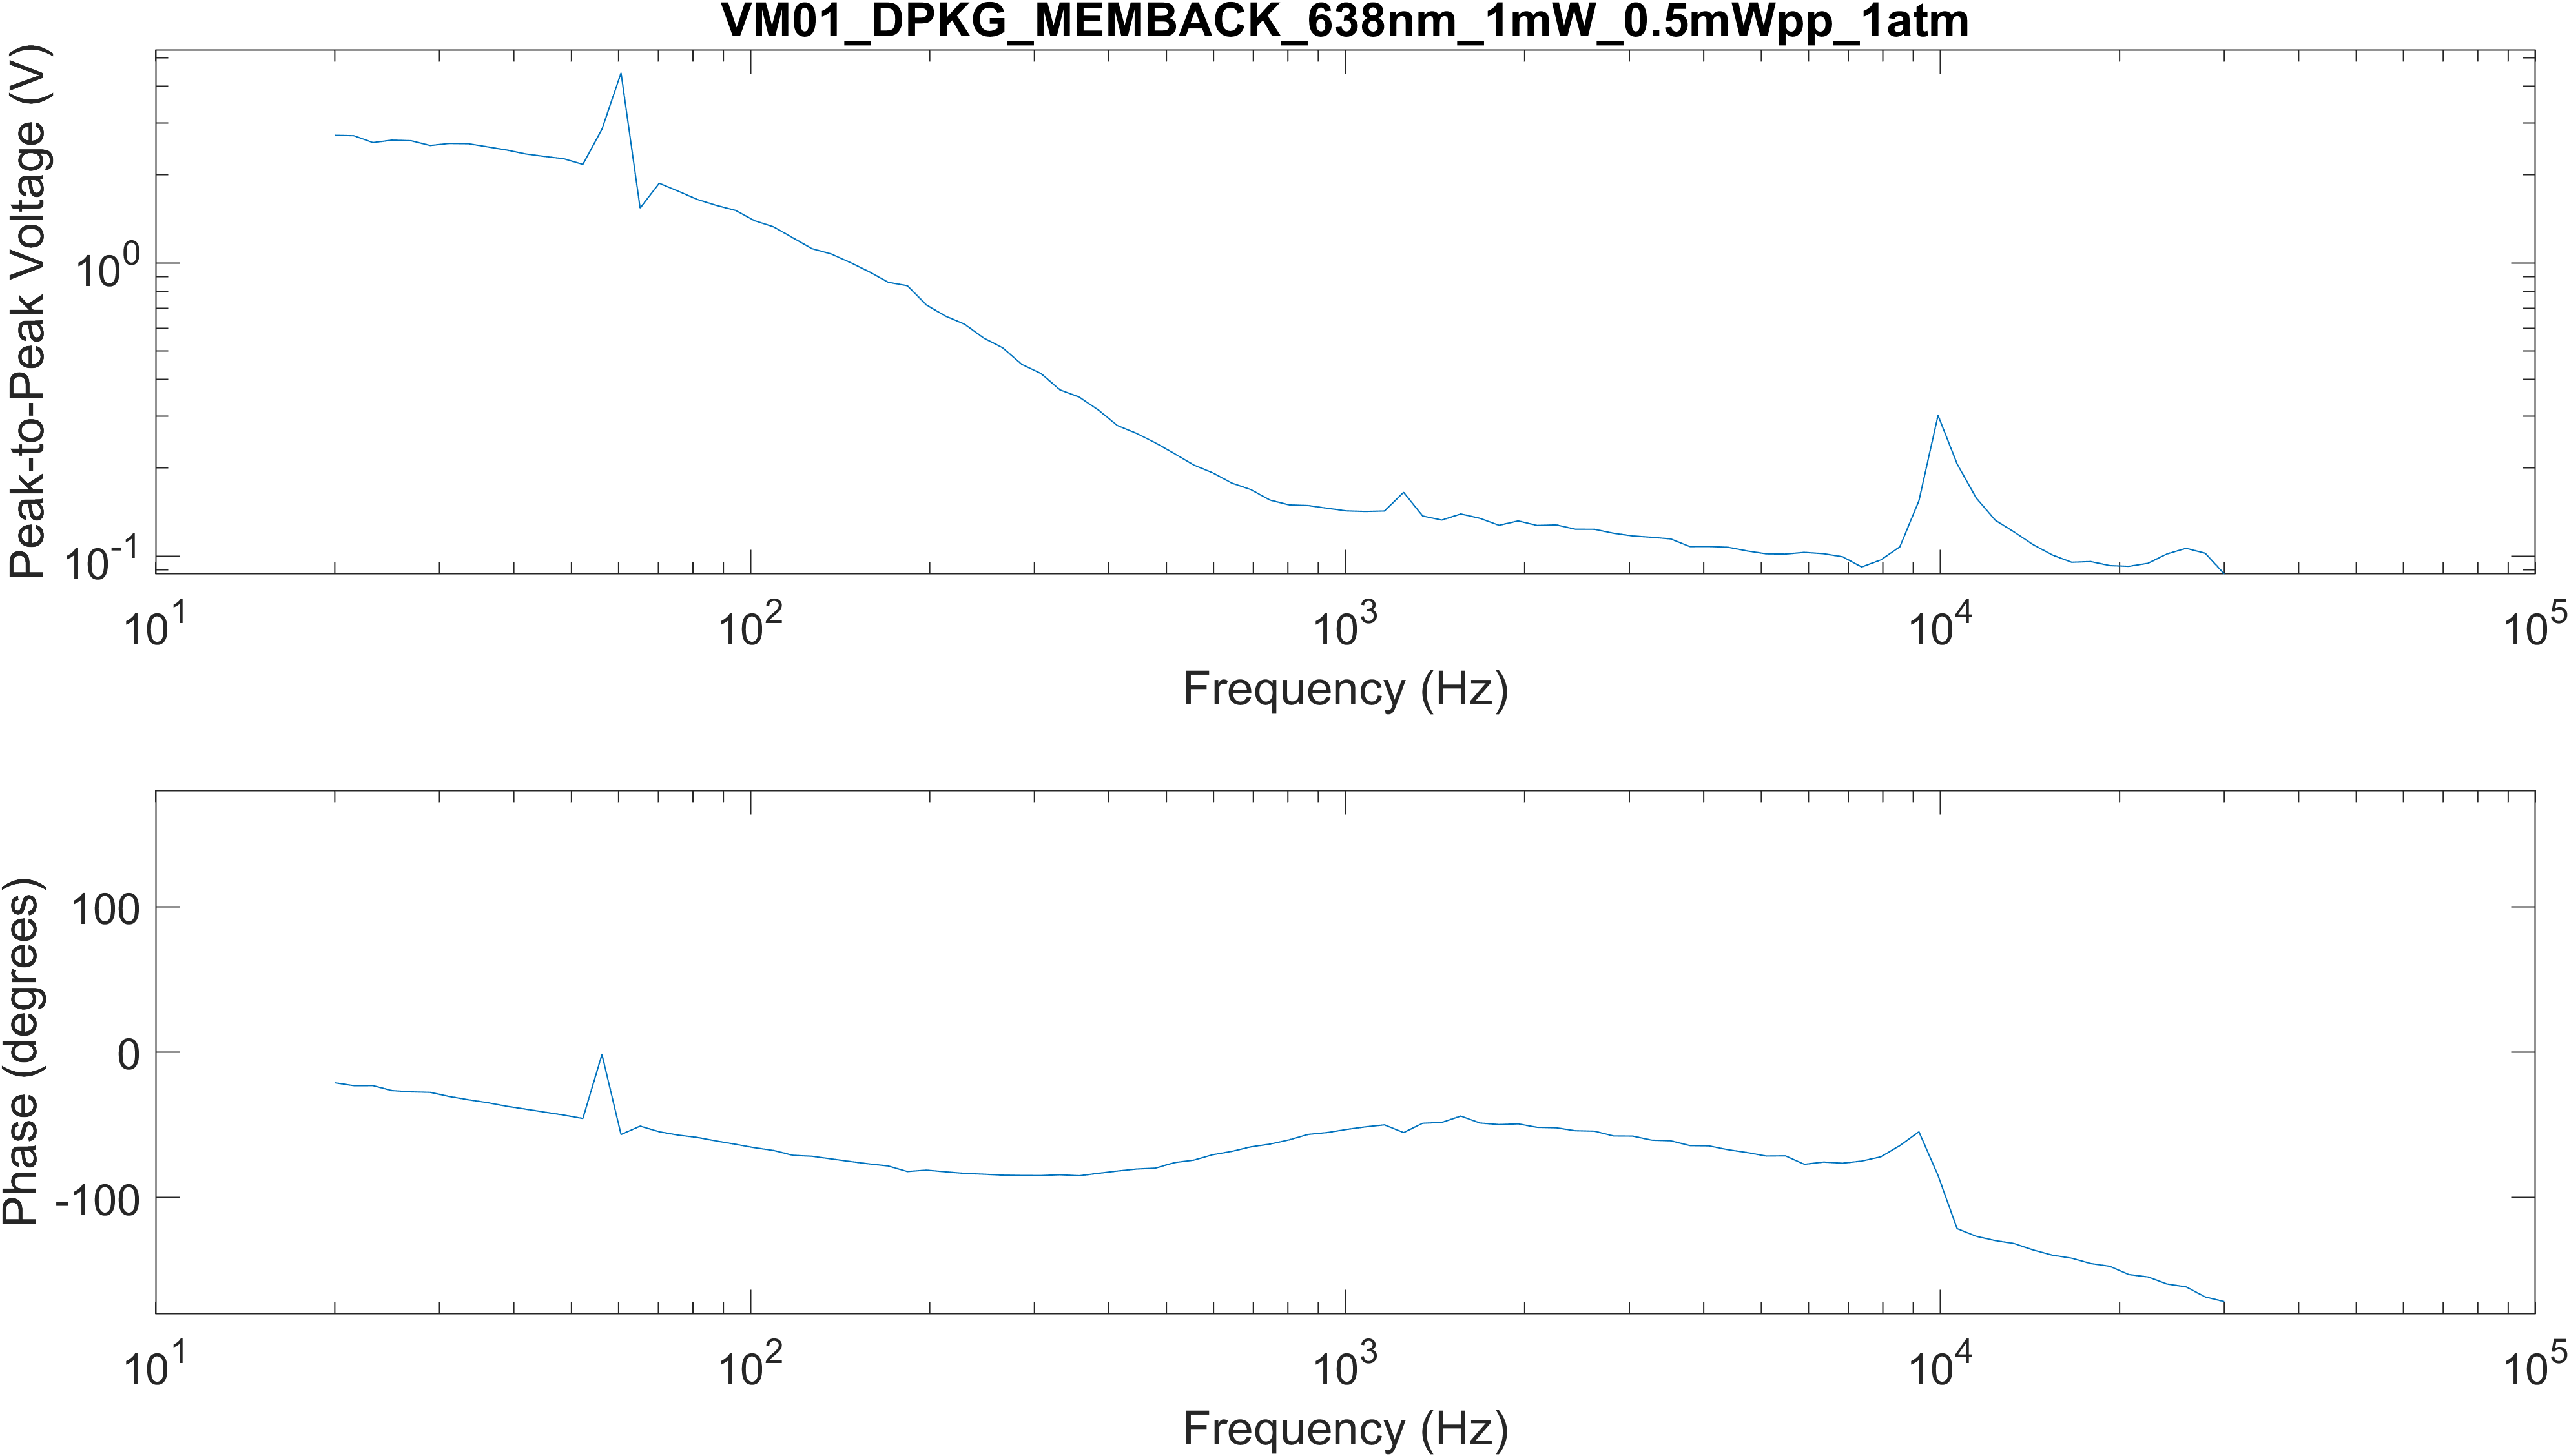 VM01_DPKG_MEMBACK_638nm_1mW_0.5mWpp_1atm
Peak-to-Peak Voltage (V)
10^0
10^-1
10^1 10^2 10^3 10^4 10^5
Frequency (Hz)
Phase (degrees)
100
0
-100
10^1 10^2 10^3 10^4 10^5
Frequency (Hz)